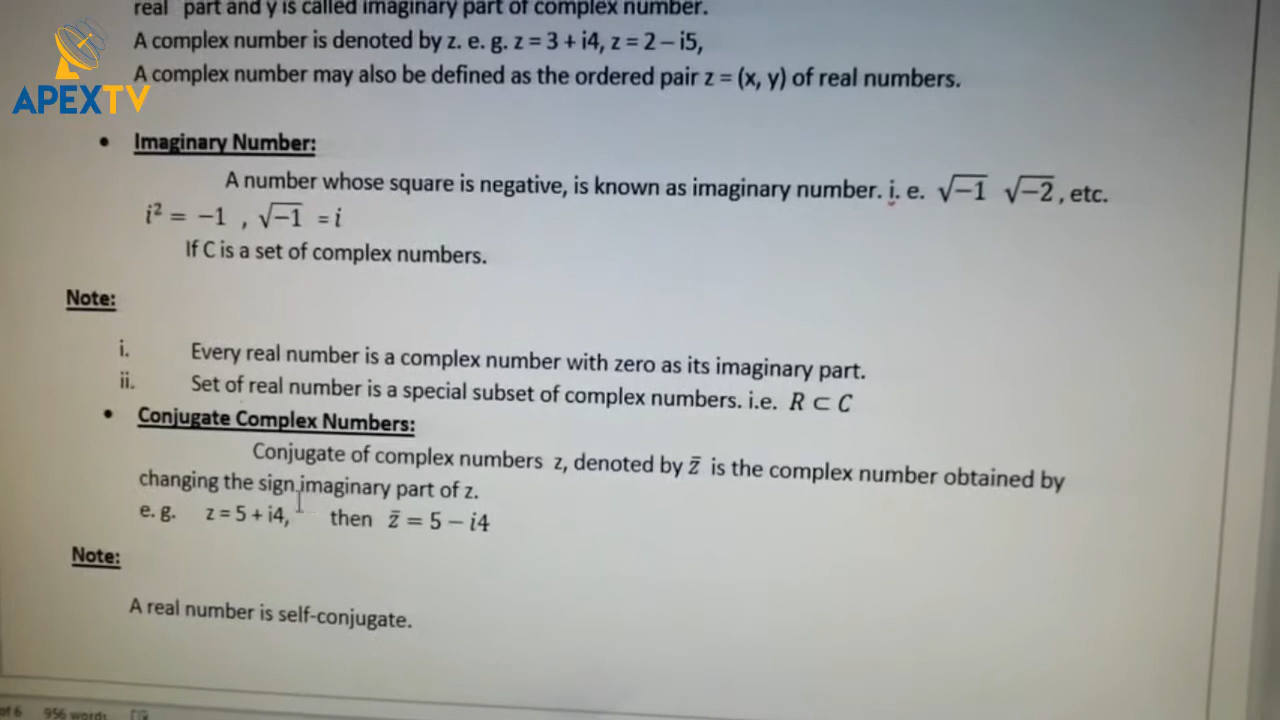 real part and y is called imaginary part of complex number.
A complex number is denoted by z. e. g. z = 3 + i4, z = 2 – i5,
A complex number may also be defined as the ordered pair z = (x, y) of real numbers.
APEXTV
• Imaginary Number:
A number whose square is negative, is known as imaginary number. i. e. √−1 √−2 , etc.
i² = −1 , √−1 = i
If C is a set of complex numbers.
Note:
i. Every real number is a complex number with zero as its imaginary part.
ii. Set of real number is a special subset of complex numbers. i.e. R ⊂ C
• Conjugate Complex Numbers:
Conjugate of complex numbers z, denoted by z̄ is the complex number obtained by
changing the sign imaginary part of z.
e. g. z = 5 + i4, then z̄ = 5 − i4
Note:
A real number is self-conjugate.
of 6 956 words